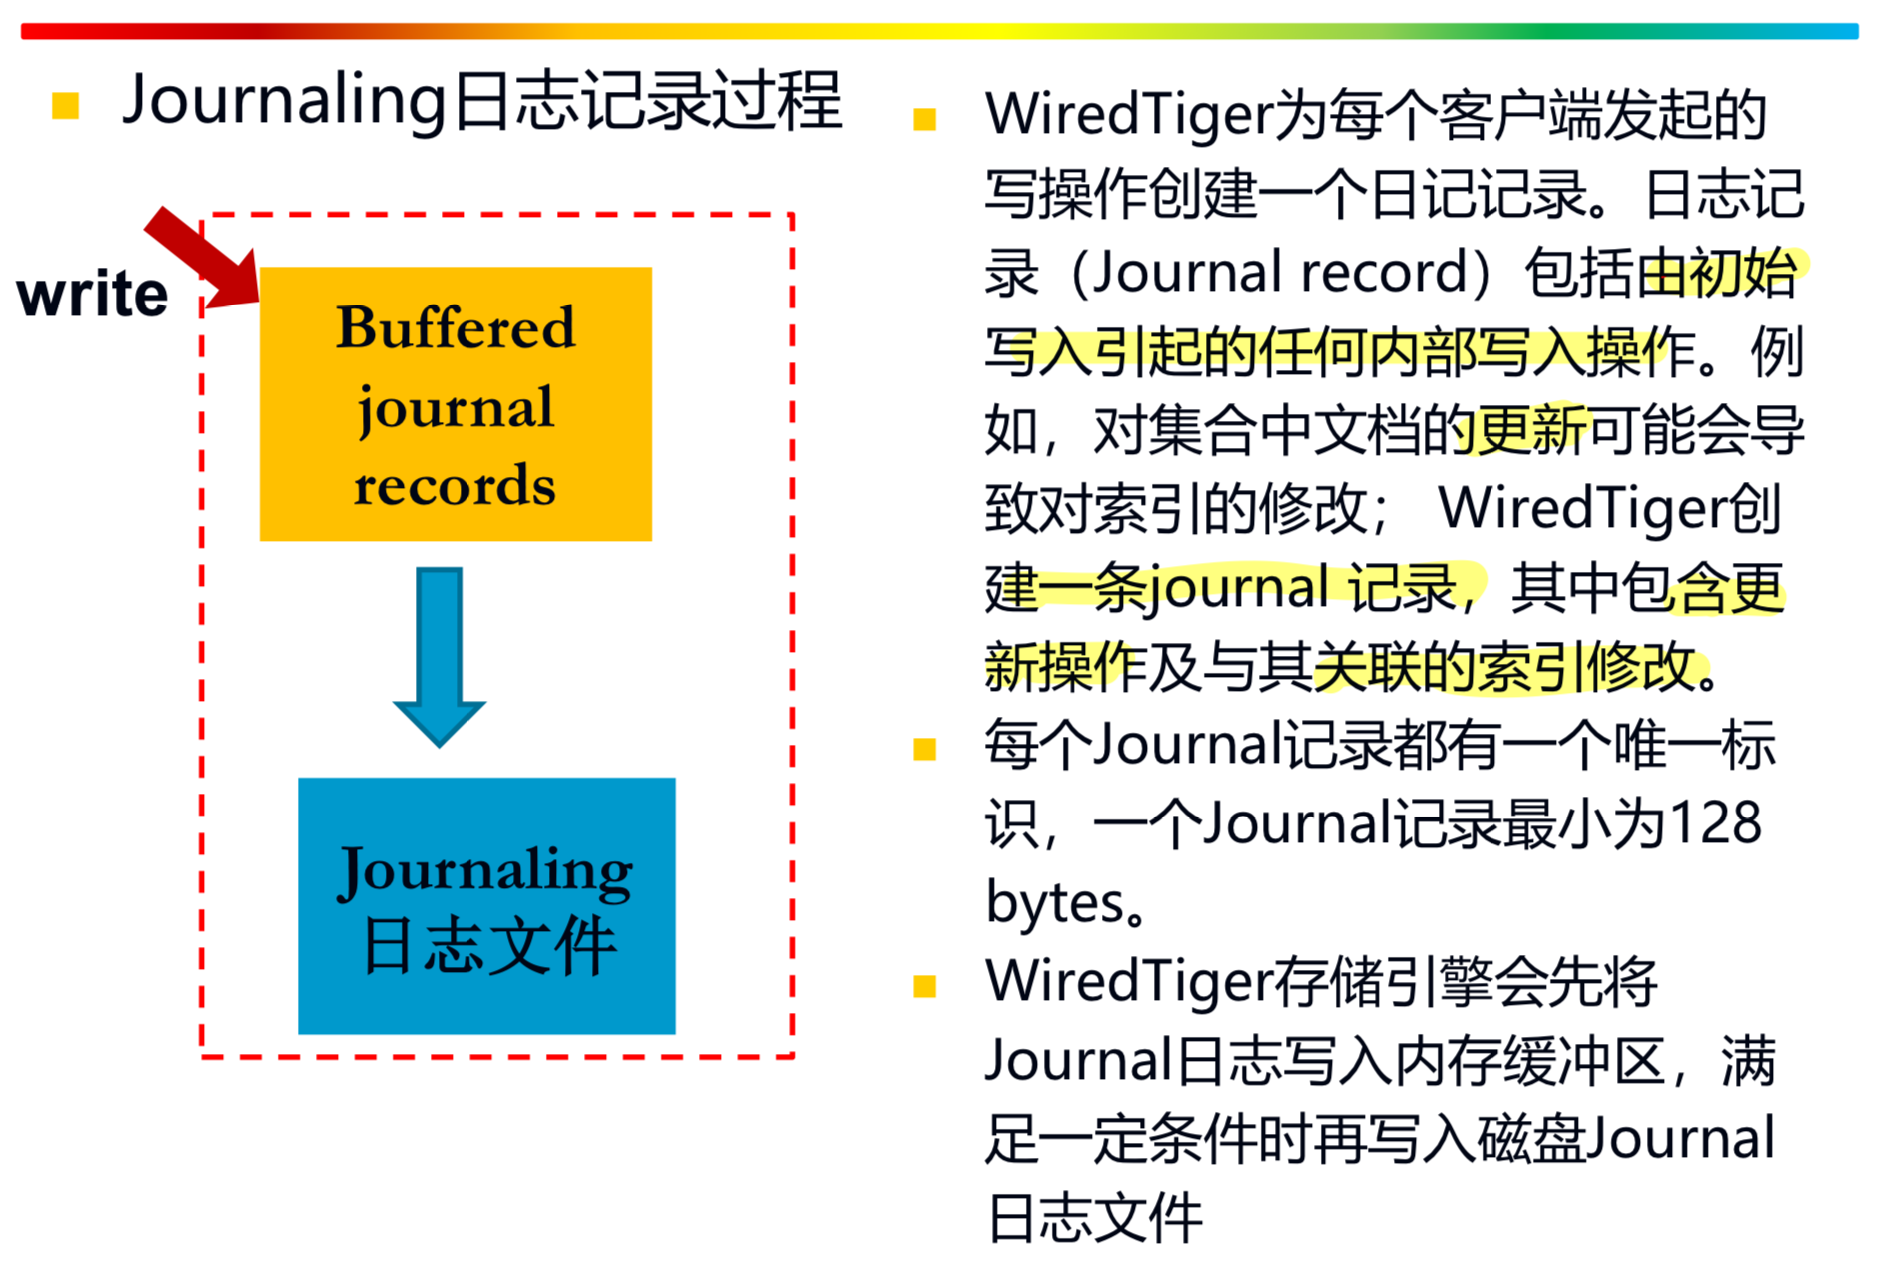 Journaling日志记录过程
write
Buffered
journal
records
Journaling
日志文件
WiredTiger为每个客户端发起的
写操作创建一个日记记录。日志记
录（Journal record）包括由初始
写入引起的任何内部写入操作。例
如，对集合中文档的更新可能会导
致对索引的修改； WiredTiger创
建一条journal 记录，其中包含更
新操作及与其关联的索引修改。
每个Journal记录都有一个唯一标
识，一个Journal记录最小为128
bytes。
WiredTiger存储引擎会先将
Journal日志写入内存缓冲区，满
足一定条件时再写入磁盘Journal
日志文件